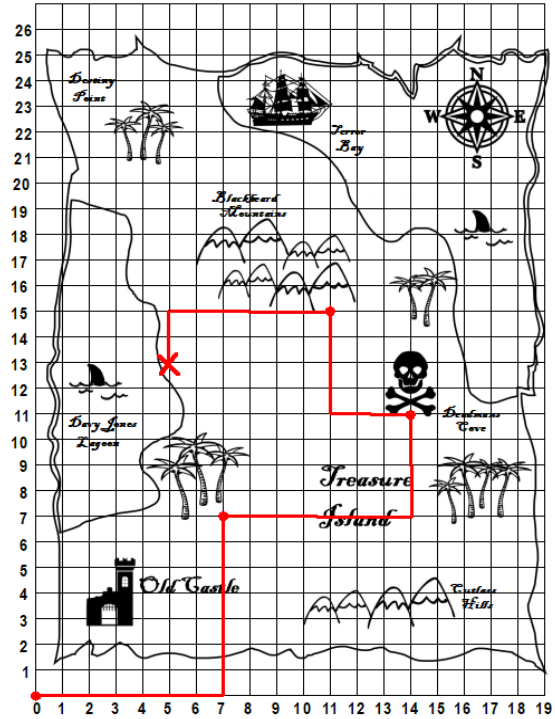 26
25
24
N
Destiny
Point
23
W E
22
Terror
Bay
21
S
20
Blackbeard
Mountains
19
18
17
16
15
14
13
12
11
Deadmans
Cove
Davy Jones
Lagoon
10
9
8
Treasure
Island
7
6
5
Old Castle
4
Cutlass
Hills
3
2
1
0 1 2 3 4 5 6 7 8 9 10 11 12 13 14 15 16 17 18 19